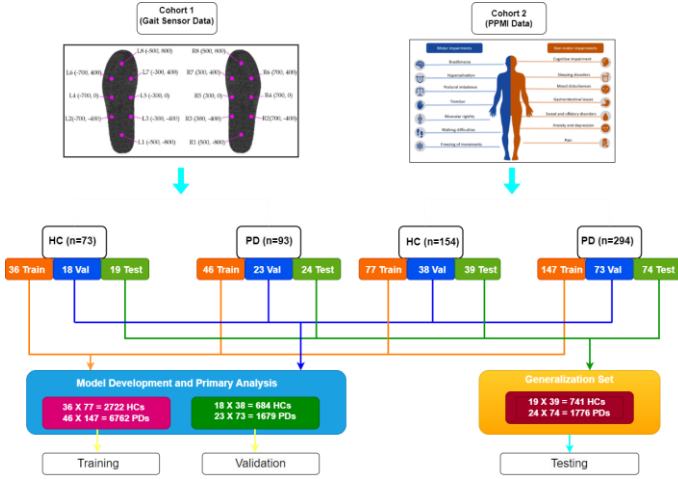 Cohort 1
(Gait Sensor Data)
Cohort 2
(PPMI Data)
L8 (-500, 800)
R8 (500, 800)
L6 (-700, 400)
L7 (-300, 400)
R7 (300, 400)
R6 (700, 400)
L4 (-700, 0)
L5 (-300, 0)
R5 (300, 0)
R4 (700, 0)
L2(-700, -400)
L3 (-300, -400)
R3 (300, -400)
R2(700, -400)
L1 (-500, -800)
R1 (500, -800)
Motor Impairments
Non-motor Impairments
Bradykinesia
Cognitive impairment
Hypomimia
Sleeping disorders
Postural imbalance
Mood disturbances
Tremor
Gastrointestinal issues
Muscular rigidity
Sweat and olfactory disorders
Walking difficulties
Anxiety and depression
Freezing of movements
Pain
HC (n=73)
PD (n=93)
HC (n=154)
PD (n=294)
36 Train
18 Val
19 Test
46 Train
23 Val
24 Test
77 Train
38 Val
39 Test
147 Train
73 Val
74 Test
Model Development and Primary Analysis
36 X 77 = 2722 HCs
46 X 147 = 6762 PDs
18 X 38 = 684 HCs
23 X 73 = 1679 PDs
Generalization Set
19 X 39 = 741 HCs
24 X 74 = 1776 PDs
Training
Validation
Testing